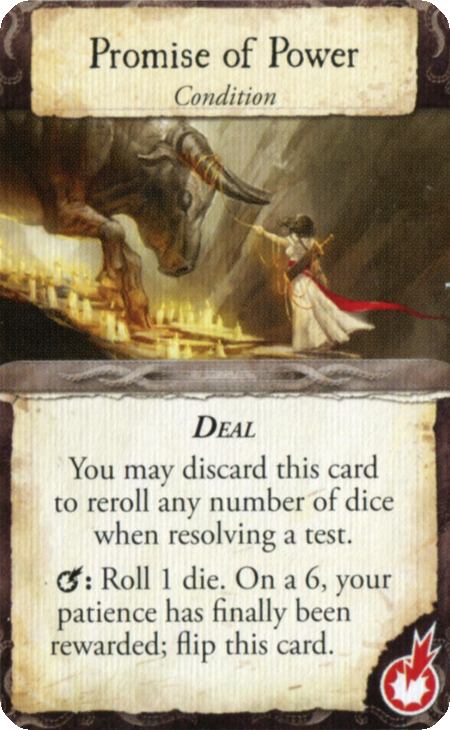 Promise of Power
Condition
DEAL
You may discard this card
to reroll any number of dice
when resolving a test.
: Roll 1 die. On a 6, your
patience has finally been
rewarded; flip this card.